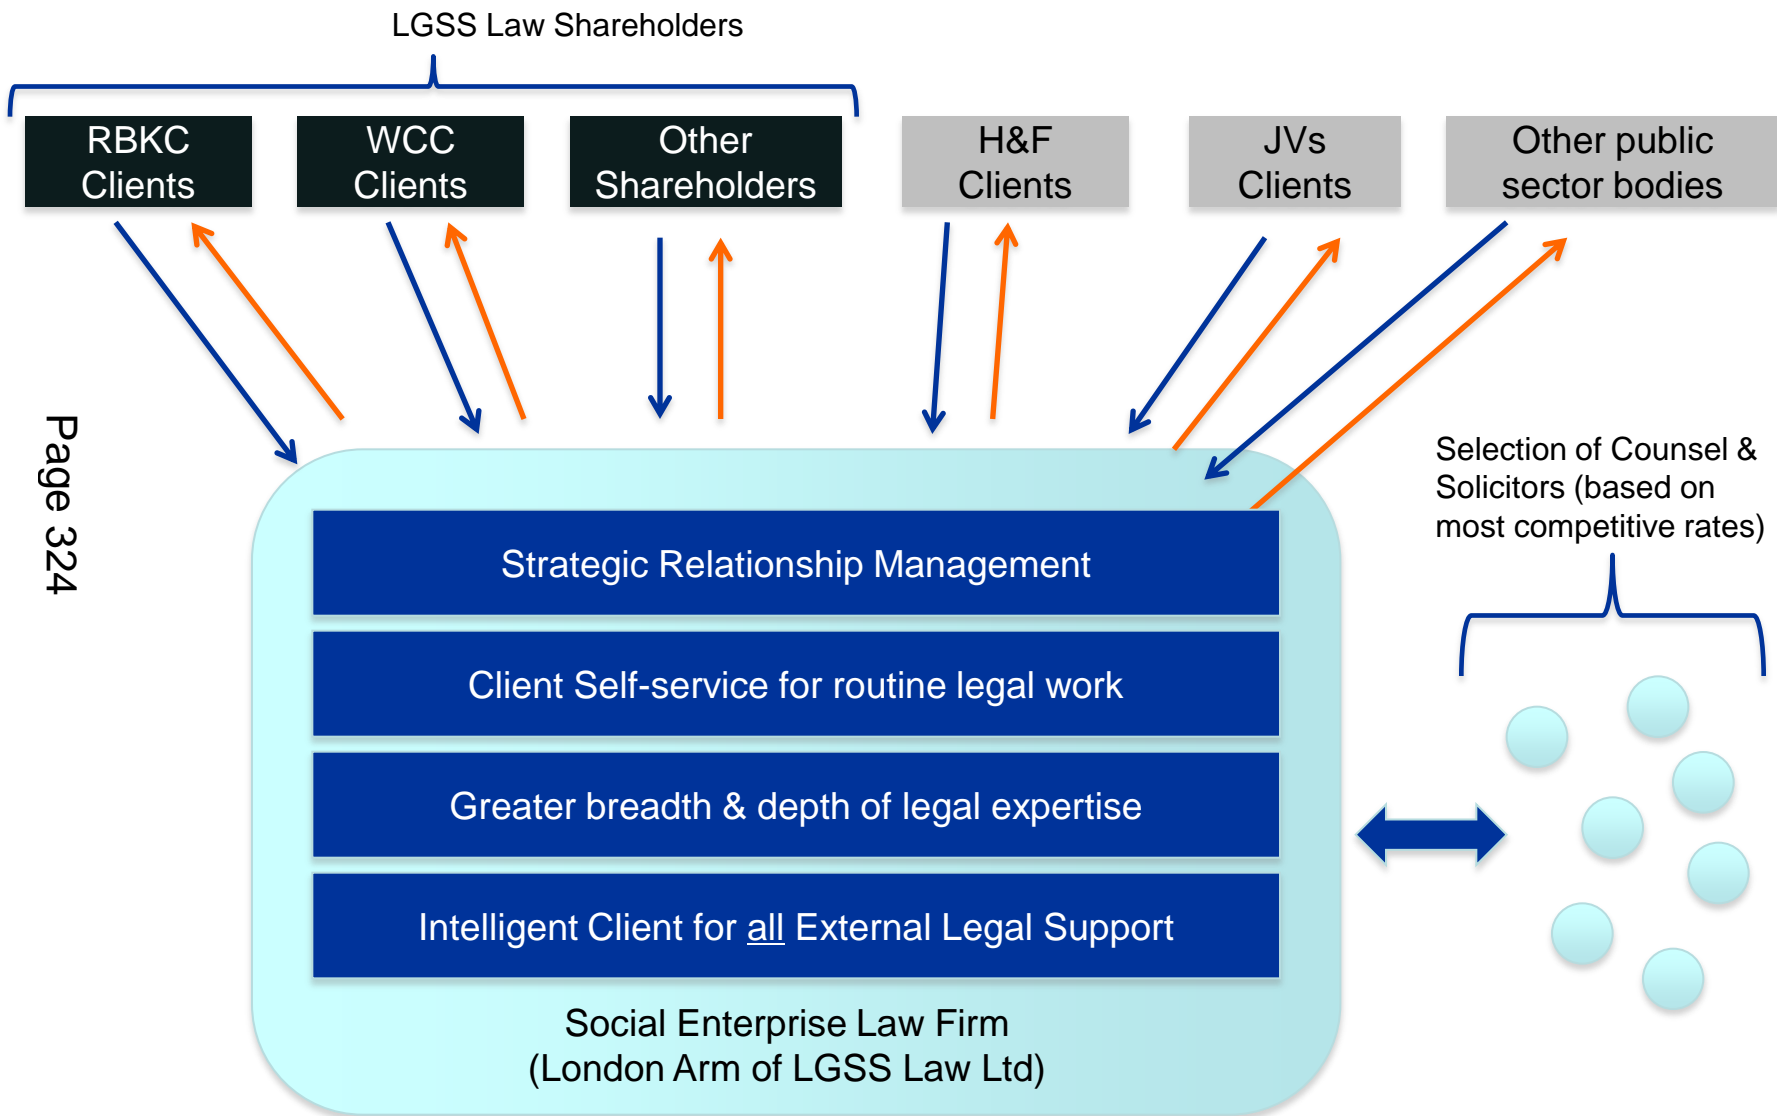 LGSS Law Shareholders
RBKC
Clients
WCC
Clients
Other
Shareholders
H&F
Clients
JVs
Clients
Other public
sector bodies
Page 324
Selection of Counsel &
Solicitors (based on
most competitive rates)
Strategic Relationship Management
Client Self-service for routine legal work
Greater breadth & depth of legal expertise
Intelligent Client for all External Legal Support
Social Enterprise Law Firm
(London Arm of LGSS Law Ltd)